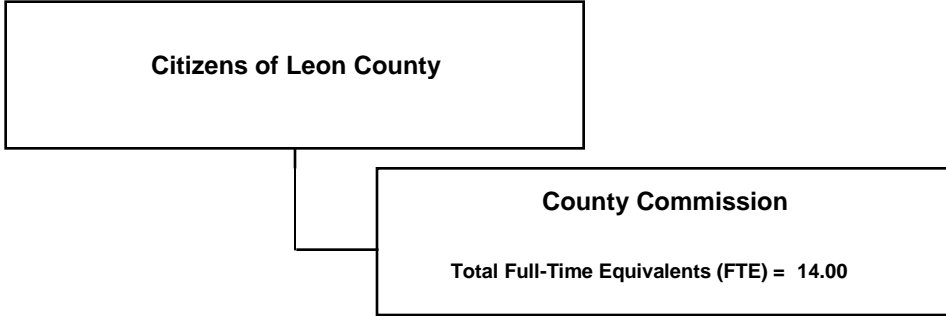 Citizens of Leon County
County Commission
Total Full-Time Equivalents (FTE) = 14.00